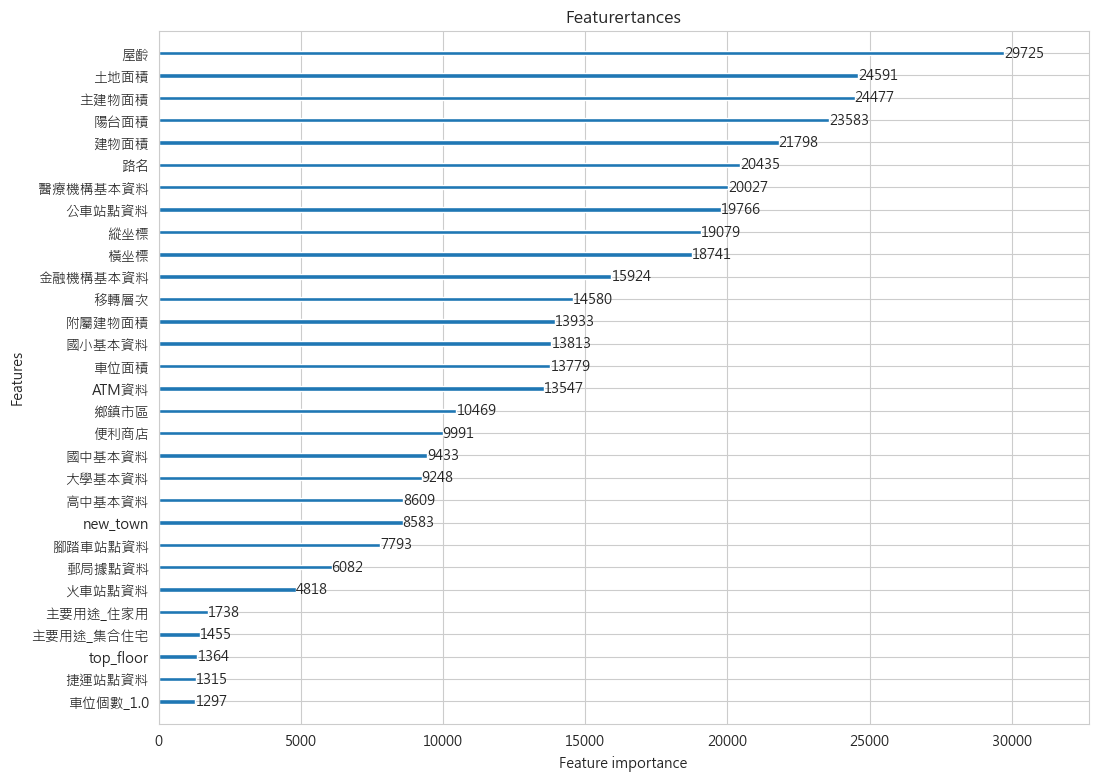 Featurertances
屋齡 29725
土地面積 24591
主建物面積 24477
陽台面積 23583
建物面積 21798
路名 20435
醫療機構基本資料 20027
公車站點資料 19766
縱坐標 19079
橫坐標 18741
金融機構基本資料 15924
移轉層次 14580
附屬建物面積 13933
國小基本資料 13813
車位面積 13779
ATM資料 13547
鄉鎮市區 10469
便利商店 9991
國中基本資料 9433
大學基本資料 9248
高中基本資料 8609
new_town 8583
腳踏車站點資料 7793
郵局據點資料 6082
火車站點資料 4818
主要用途_住家用 1738
主要用途_集合住宅 1455
top_floor 1364
捷運站點資料 1315
車位個數_1.0 1297
Features
0 5000 10000 15000 20000 25000 30000
Feature importance